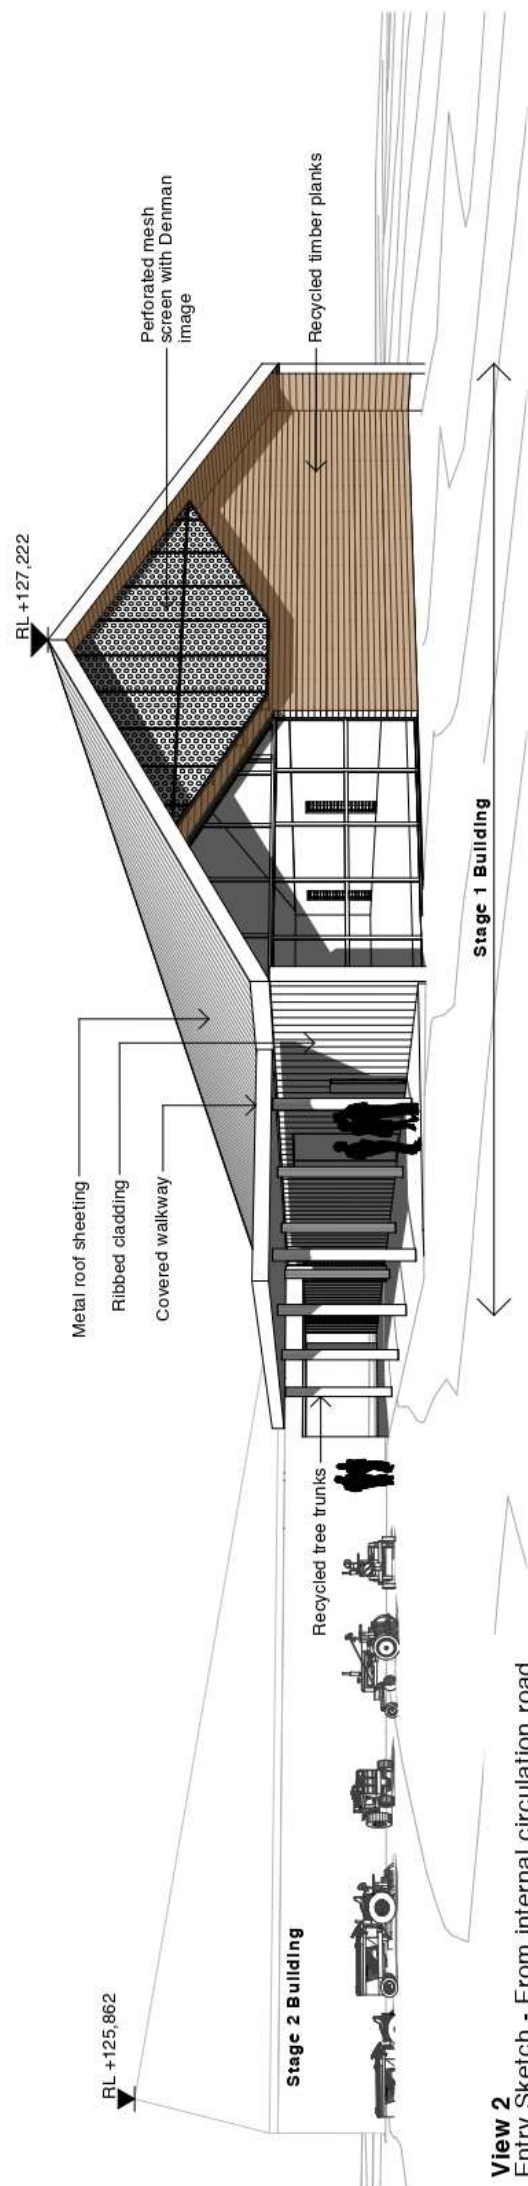 RL +125,862
RL +127,222
Metal roof sheeting
Ribbed cladding
Covered walkway
Perforated mesh
screen with Denman
image
Recycled timber planks
Recycled tree trunks
Stage 2 Building
Stage 1 Building
View 2
Entry Sketch - From internal circulation road